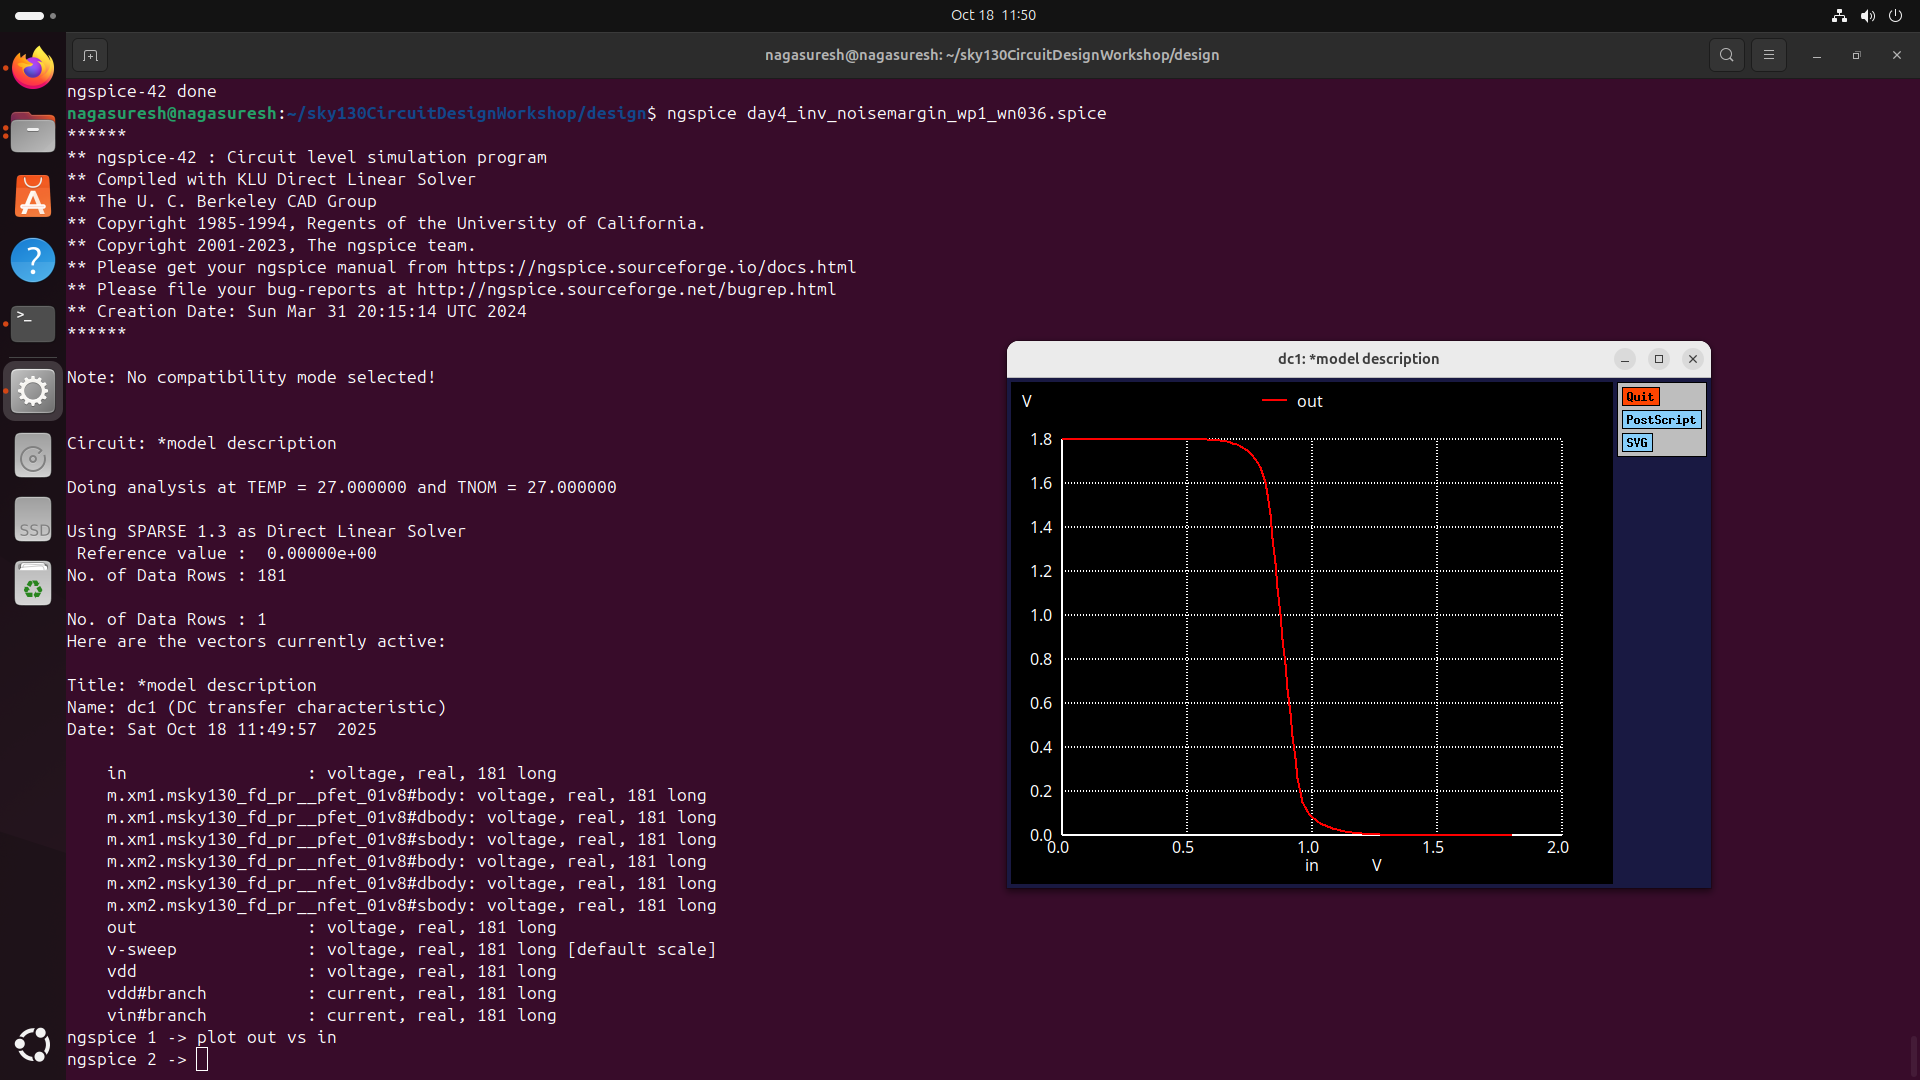 Oct 18 11:50
nagasuresh@nagasuresh: ~/sky130CircuitDesignWorkshop/design
ngspice-42 done
nagasuresh@nagasuresh:~/sky130CircuitDesignWorkshop/design$ ngspice day4_inv_noisemargin_wp1_wn036.spice
******
** ngspice-42 : Circuit level simulation program
** Compiled with KLU Direct Linear Solver
** The U. C. Berkeley CAD Group
** Copyright 1985-1994, Regents of the University of California.
** Copyright 2001-2023, The ngspice team.
** Please get your ngspice manual from https://ngspice.sourceforge.io/docs.html
** Please file your bug-reports at http://ngspice.sourceforge.net/bugrep.html
** Creation Date: Sun Mar 31 20:15:14 UTC 2024
******
Note: No compatibility mode selected!
Circuit: *model description
Doing analysis at TEMP = 27.000000 and TNOM = 27.000000
Using SPARSE 1.3 as Direct Linear Solver
 Reference value :  0.00000e+00
No. of Data Rows : 181
No. of Data Rows : 1
Here are the vectors currently active:
Title: *model description
Name: dc1 (DC transfer characteristic)
Date: Sat Oct 18 11:49:57  2025
in                  : voltage, real, 181 long
m.xm1.msky130_fd_pr__pfet_01v8#body: voltage, real, 181 long
m.xm1.msky130_fd_pr__pfet_01v8#dbody: voltage, real, 181 long
m.xm1.msky130_fd_pr__pfet_01v8#sbody: voltage, real, 181 long
m.xm2.msky130_fd_pr__nfet_01v8#body: voltage, real, 181 long
m.xm2.msky130_fd_pr__nfet_01v8#dbody: voltage, real, 181 long
m.xm2.msky130_fd_pr__nfet_01v8#sbody: voltage, real, 181 long
out                 : voltage, real, 181 long
v-sweep             : voltage, real, 181 long [default scale]
vdd                 : voltage, real, 181 long
vdd#branch          : current, real, 181 long
vin#branch          : current, real, 181 long
ngspice 1 -> plot out vs in
ngspice 2 ->
dc1: *model description
V
out
Quit
PostScript
SVG
1.8
1.6
1.4
1.2
1.0
0.8
0.6
0.4
0.2
0.0
0.0 0.5 1.0 1.5 2.0
in V
SSD